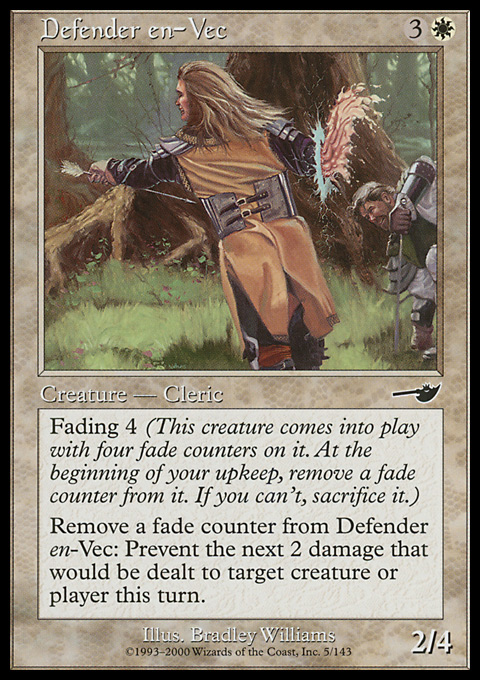 Defender en-Vec 3
Creature — Cleric
Fading 4 (This creature comes into play
with four fade counters on it. At the
beginning of your upkeep, remove a fade
counter from it. If you can't, sacrifice it.)
Remove a fade counter from Defender
en-Vec: Prevent the next 2 damage that
would be dealt to target creature or
player this turn.
Illus. Bradley Williams
2/4
©1993–2000 Wizards of the Coast, Inc. 5/143